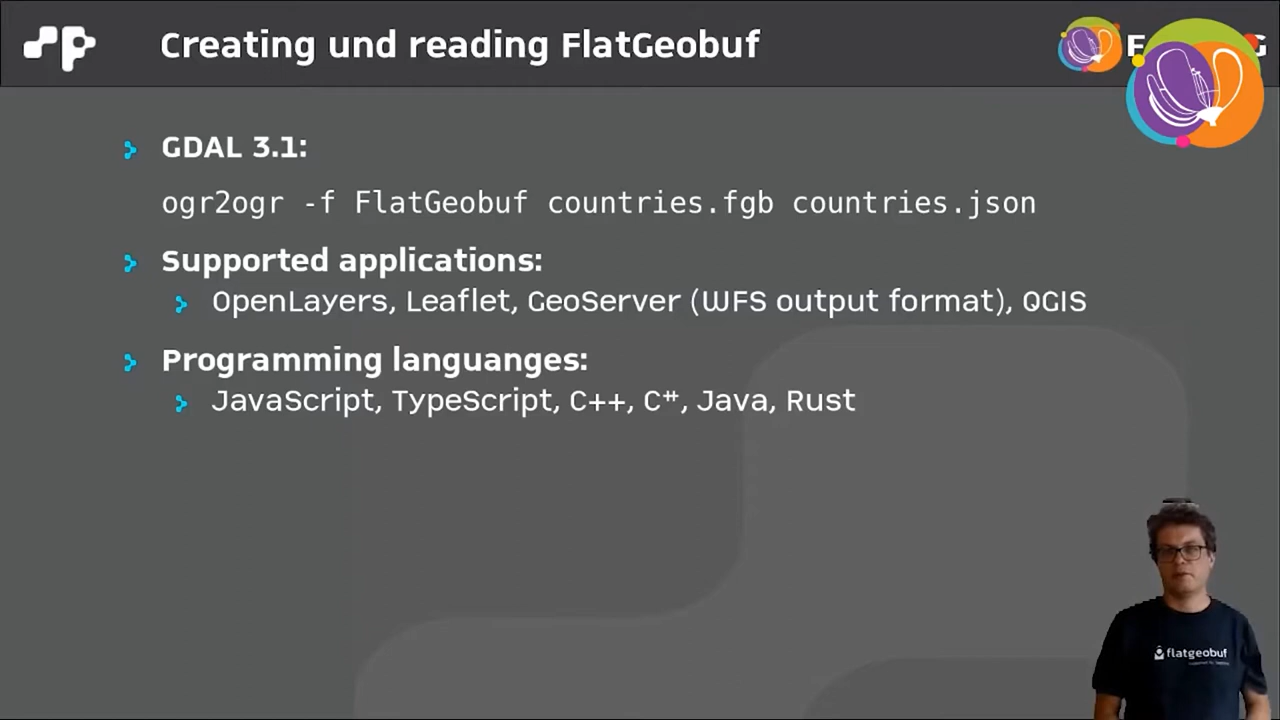 Creating und reading FlatGeobuf
GDAL 3.1:
ogr2ogr -f FlatGeobuf countries.fgb countries.json
Supported applications:
OpenLayers, Leaflet, GeoServer (WFS output format), QGIS
Programming languanges:
JavaScript, TypeScript, C++, C#, Java, Rust
flatgeobuf